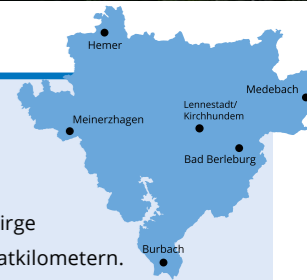 Hemer
Medebach
Lennestadt/
Kirchhundem
Meinerzhagen
Bad Berleburg
irge
atkilometern.
Burbach